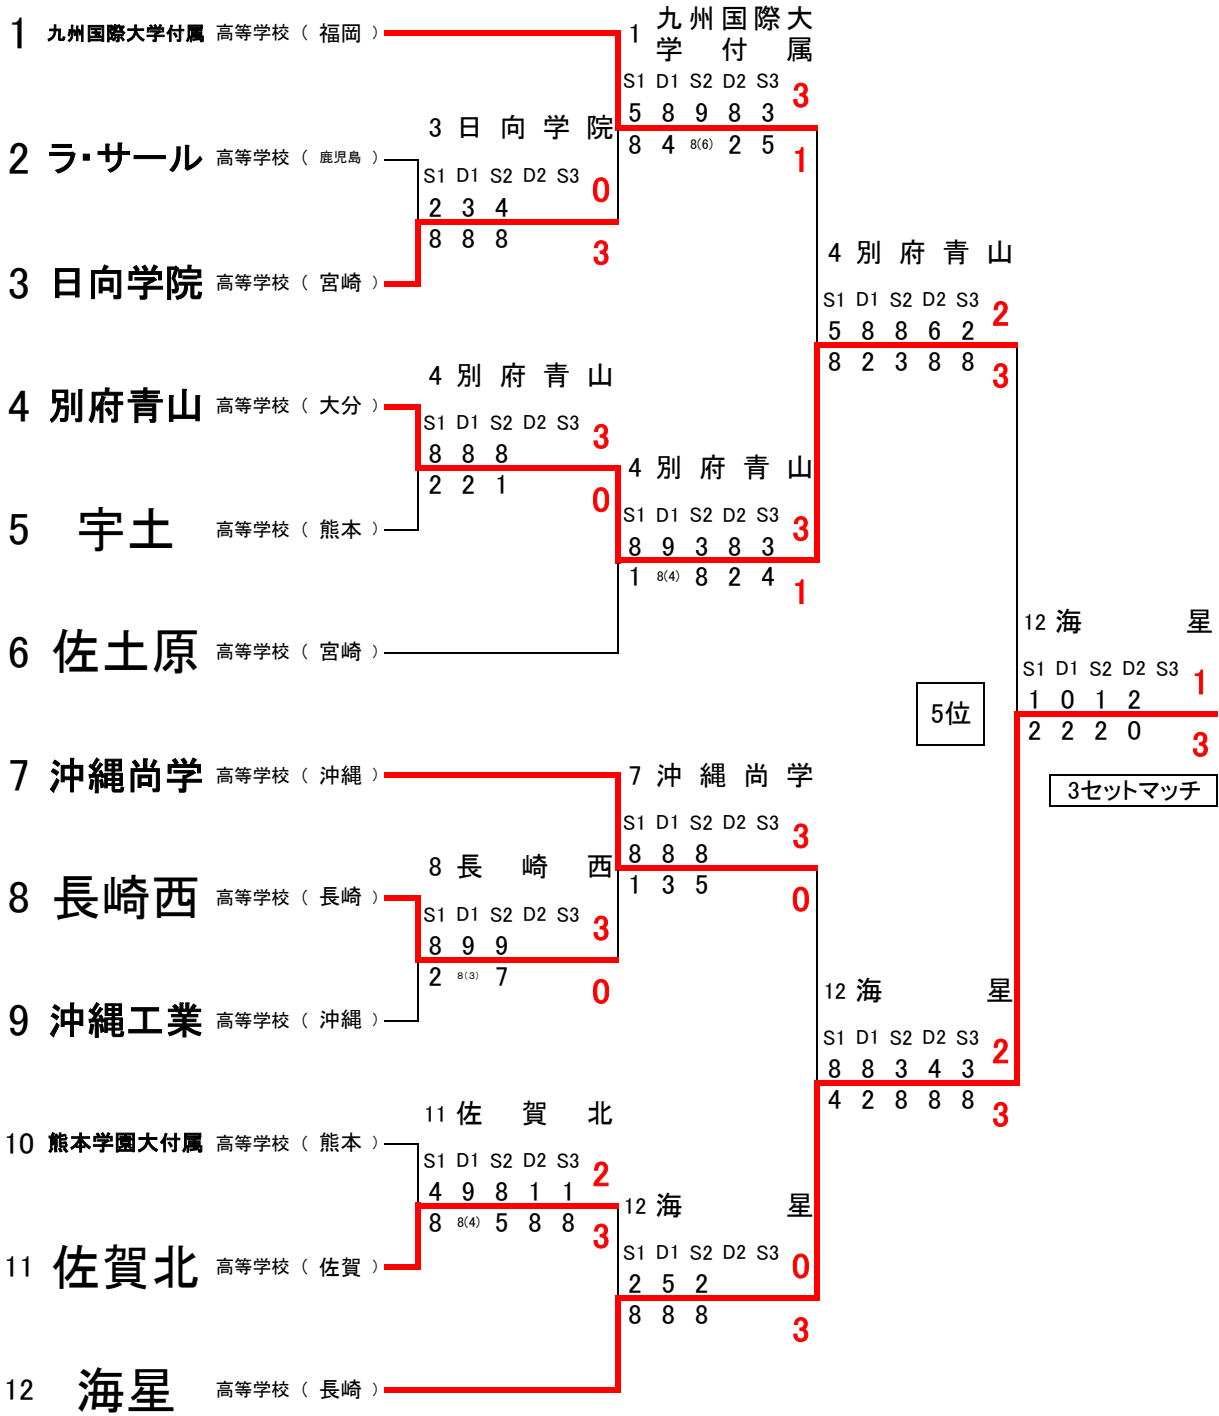 1 九州国際大学付属 高等学校 ( 福岡 )
2 ラ・サール 高等学校 ( 鹿児島 )
3 日向学院 高等学校 ( 宮崎 )
4 別府青山 高等学校 ( 大分 )
5 宇土 高等学校 ( 熊本 )
6 佐土原 高等学校 ( 宮崎 )
7 沖縄尚学 高等学校 ( 沖縄 )
8 長崎西 高等学校 ( 長崎 )
9 沖縄工業 高等学校 ( 沖縄 )
10 熊本学園大付属 高等学校 ( 熊本 )
11 佐賀北 高等学校 ( 佐賀 )
12 海星 高等学校 ( 長崎 )
3 日向学院
S1 D1 S2 D2 S3 0
2 3 4
8 8 8 3
4 別府青山
S1 D1 S2 D2 S3 3
8 8 8
2 2 1 0
8 長崎西
S1 D1 S2 D2 S3 3
8 9 9
2 8(3) 7 0
11 佐賀北
S1 D1 S2 D2 S3 2
4 9 8 1 1
8 8(4) 5 8 8 3
1 九州国際大
学付属
S1 D1 S2 D2 S3 3
5 8 9 8 3
8 4 8(6) 2 5 1
4 別府青山
S1 D1 S2 D2 S3 3
8 9 3 8 3
1 8(4) 8 2 4 1
7 沖縄尚学
S1 D1 S2 D2 S3 3
8 8 8
1 3 5 0
12 海星
S1 D1 S2 D2 S3 0
2 5 2
8 8 8 3
4 別府青山
S1 D1 S2 D2 S3 2
5 8 8 6 2
8 2 3 8 8 3
12 海星
S1 D1 S2 D2 S3 2
8 8 3 4 3
4 2 8 8 8 3
12 海星
S1 D1 S2 D2 S3 1
1 0 1 2
2 2 2 0 3
5位
3セットマッチ